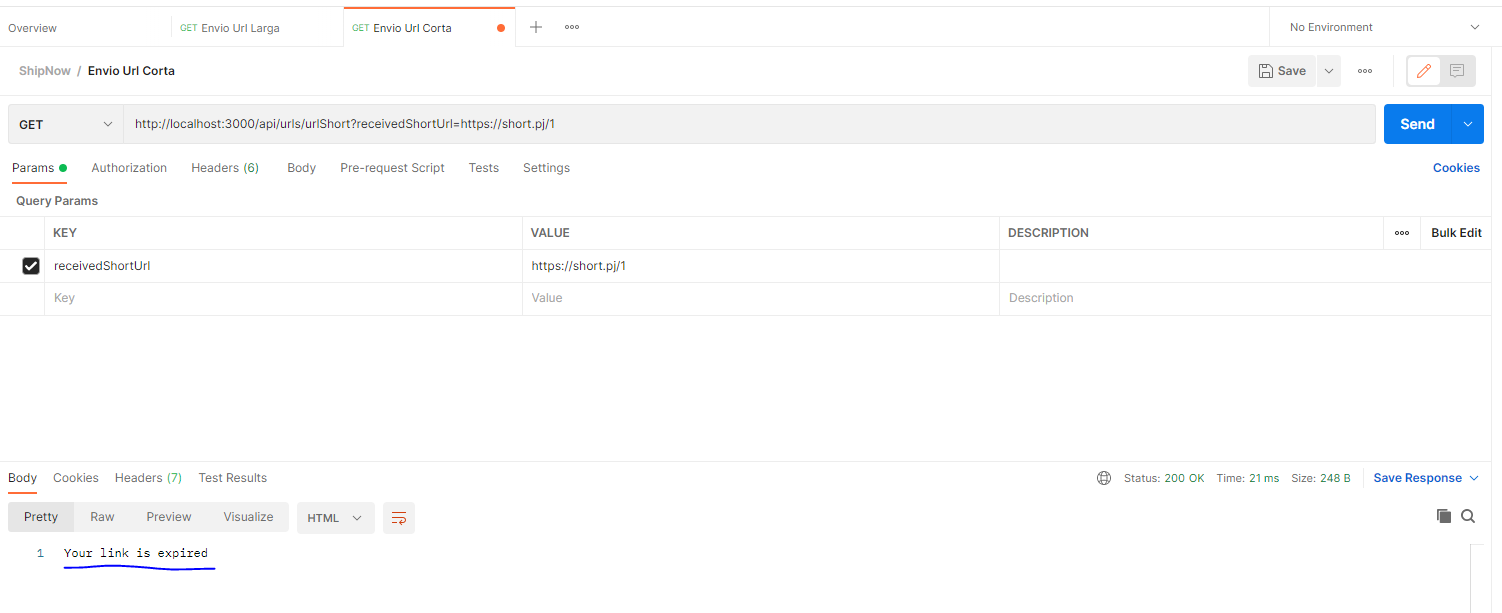 Overview GET Envio Url Larga GET Envio Url Corta No Environment
ShipNow / Envio Url Corta Save
GET http://localhost:3000/api/urls/urlShort?receivedShortUrl=https://short.pj/1 Send
Params Authorization Headers (6) Body Pre-request Script Tests Settings Cookies
Query Params
KEY VALUE DESCRIPTION Bulk Edit
receivedShortUrl https://short.pj/1
Key Value Description
Body Cookies Headers (7) Test Results Status: 200 OK Time: 21 ms Size: 248 B Save Response
Pretty Raw Preview Visualize HTML
1 Your link is expired